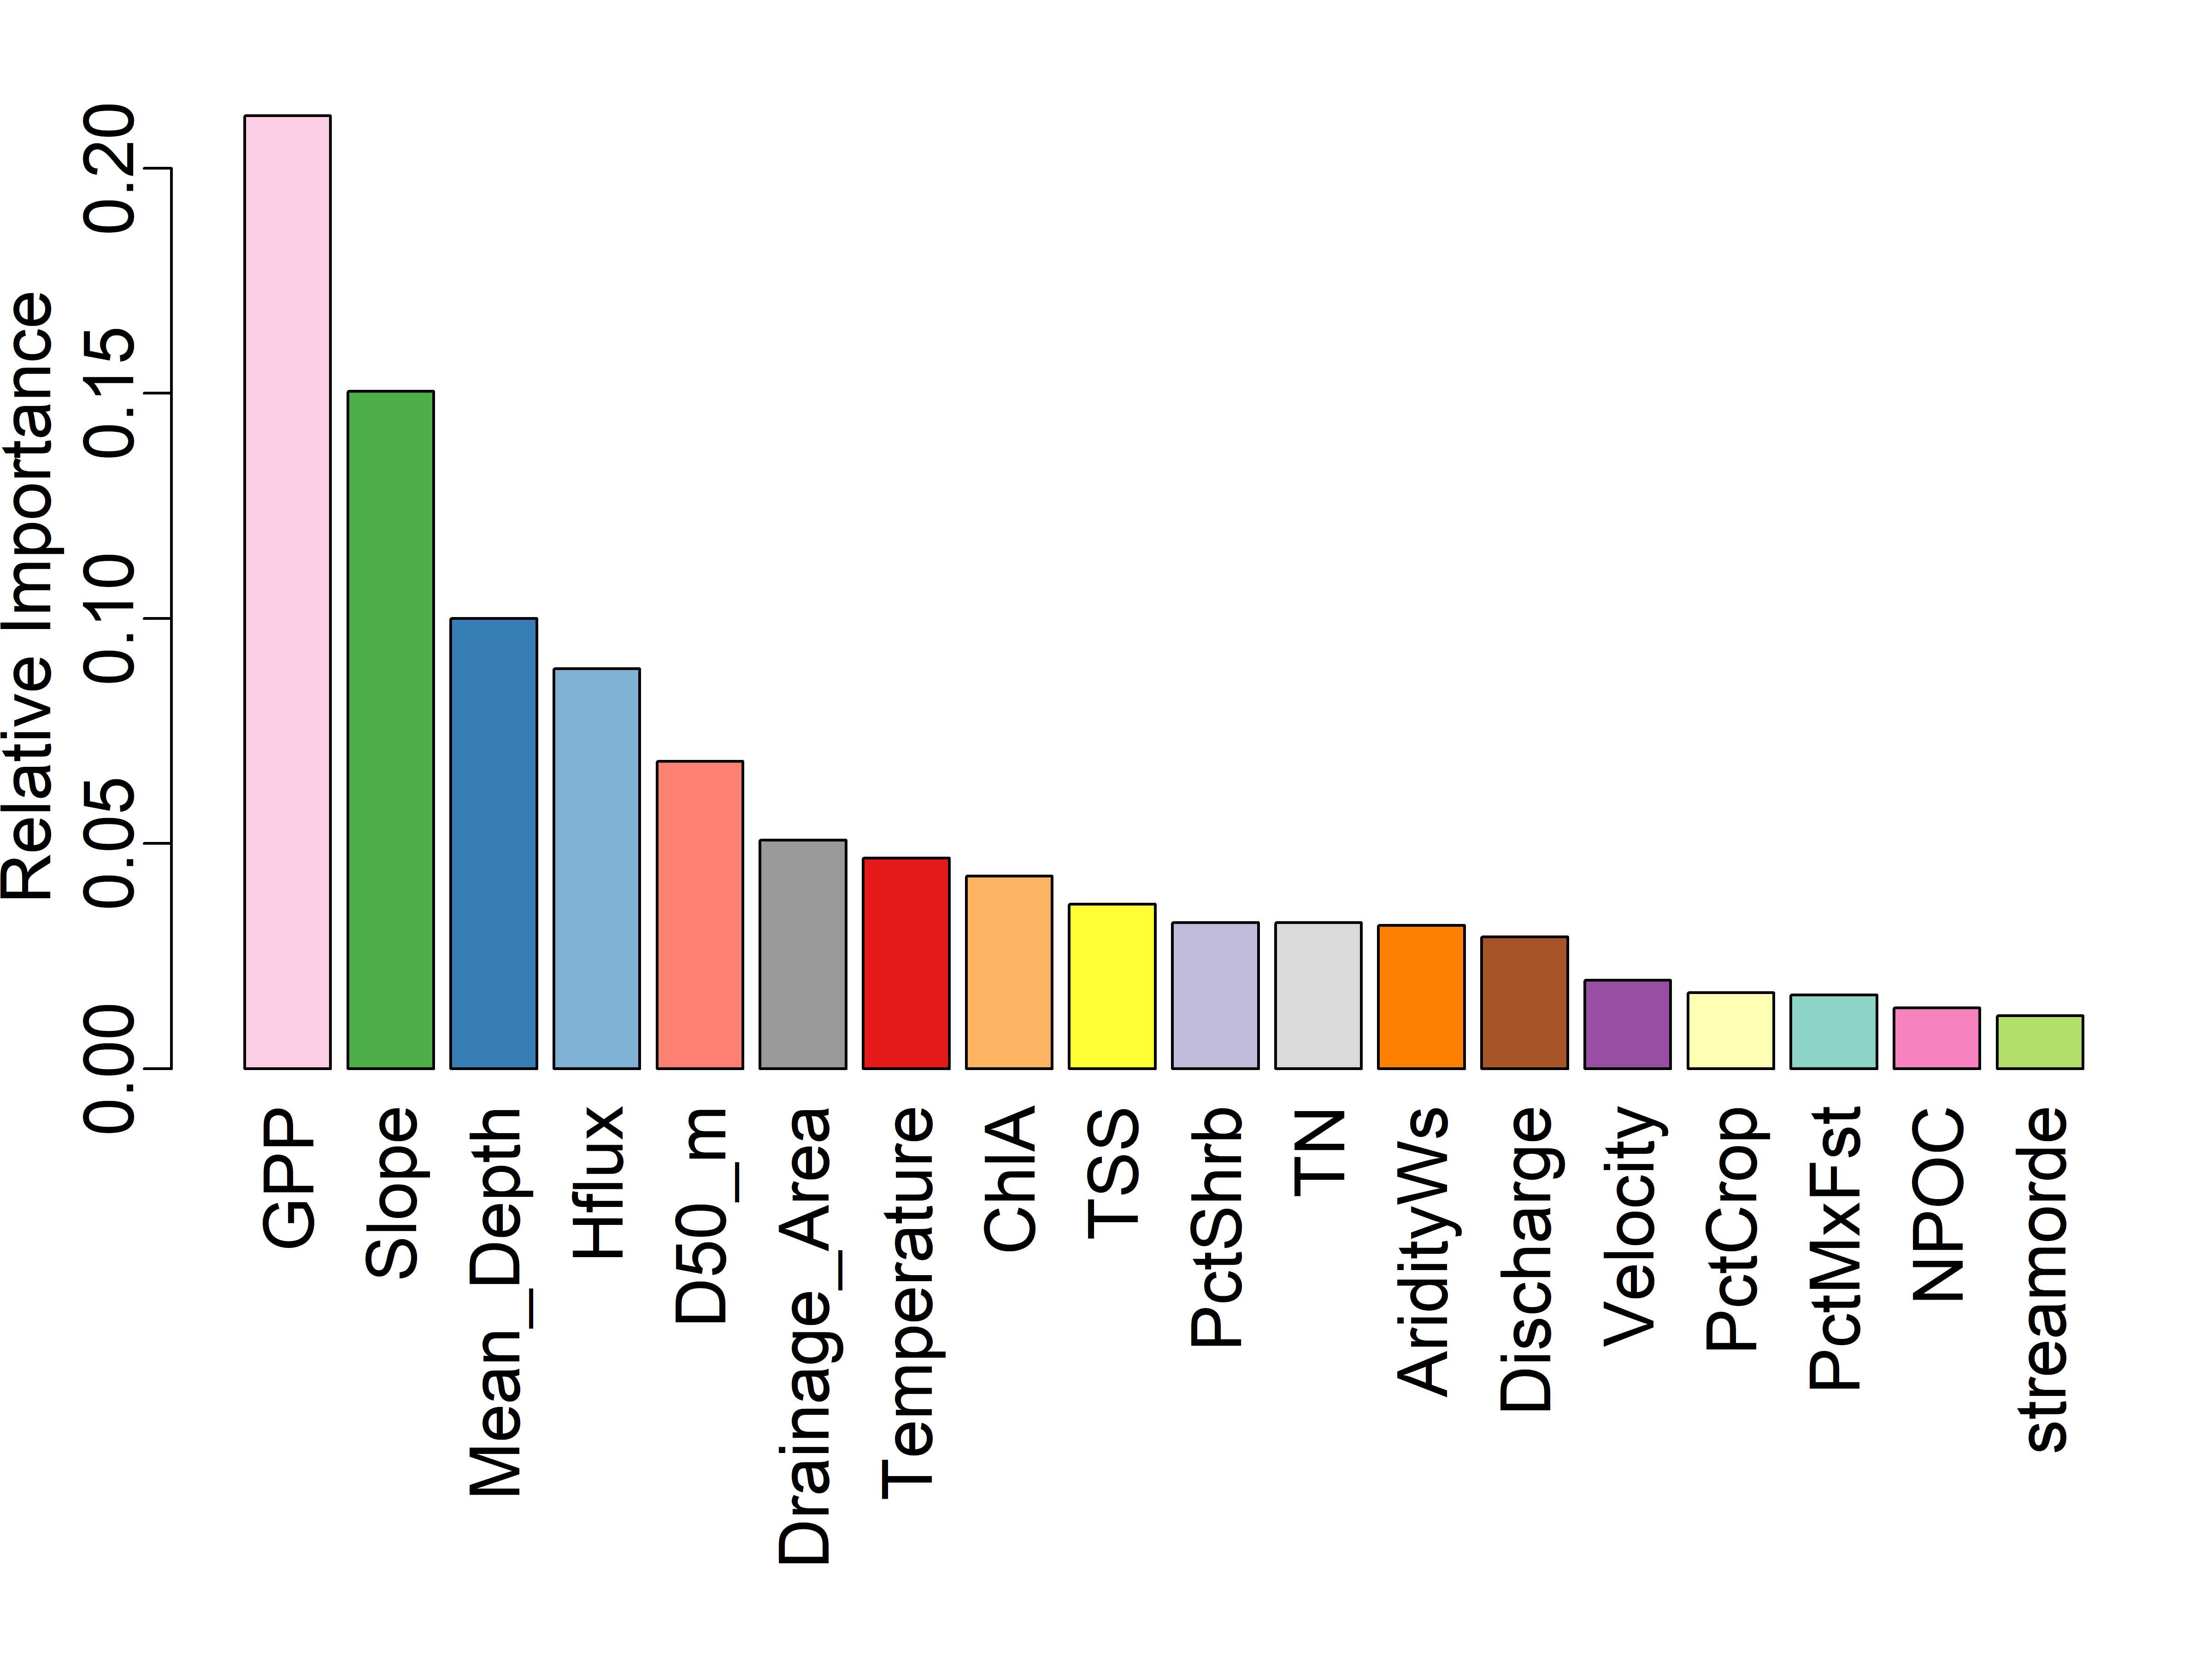 Relative Importance
0.20
0.15
0.10
0.05
0.00
GPP
Slope
Mean_Depth
Hflux
D50_m
Drainage_Area
Temperature
ChlA
TSS
PctShrb
TN
AridityWs
Discharge
Velocity
PctCrop
PctMxFst
NPOC
streamorde